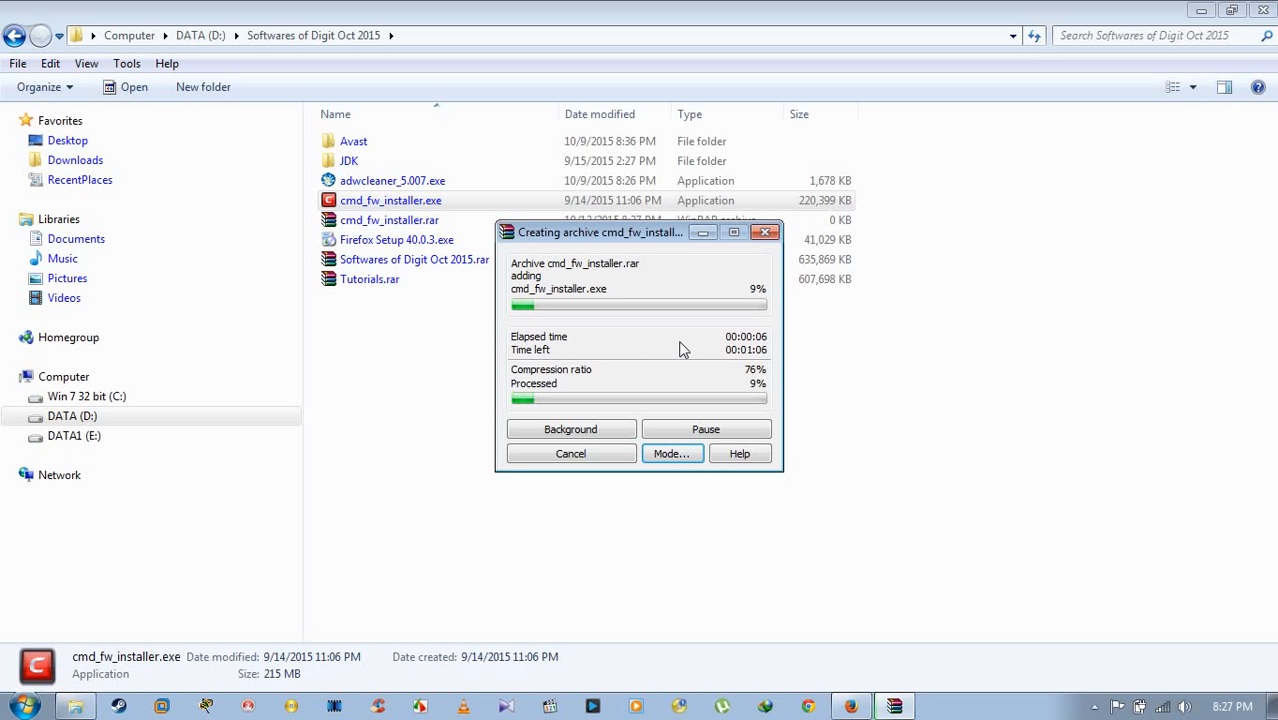 Computer DATA (D:) Softwares of Digit Oct 2015 Search Softwares of Digit Oct 2015
File Edit View Tools Help
Organize Open New folder
Name Date modified Type Size
Favorites
Desktop
Downloads
RecentPlaces
Libraries
Documents
Music
Pictures
Videos
Homegroup
Computer
Win 7 32 bit (C:)
DATA (D:)
DATA1 (E:)
Network
Avast 10/9/2015 8:36 PM File folder
JDK 9/15/2015 2:27 PM File folder
adwcleaner_5.007.exe 10/9/2015 8:26 PM Application 1,678 KB
cmd_fw_installer.exe 9/14/2015 11:06 PM Application 220,399 KB
cmd_fw_installer.rar 0 KB
Firefox Setup 40.0.3.exe 41,029 KB
Softwares of Digit Oct 2015.rar 635,869 KB
Tutorials.rar 607,698 KB
Creating archive cmd_fw_install...
Archive cmd_fw_installer.rar
adding
cmd_fw_installer.exe 9%
Elapsed time 00:00:06
Time left 00:01:06
Compression ratio 76%
Processed 9%
Background Pause
Cancel Mode... Help
cmd_fw_installer.exe Date modified: 9/14/2015 11:06 PM Date created: 9/14/2015 11:06 PM
Application Size: 215 MB
8:27 PM